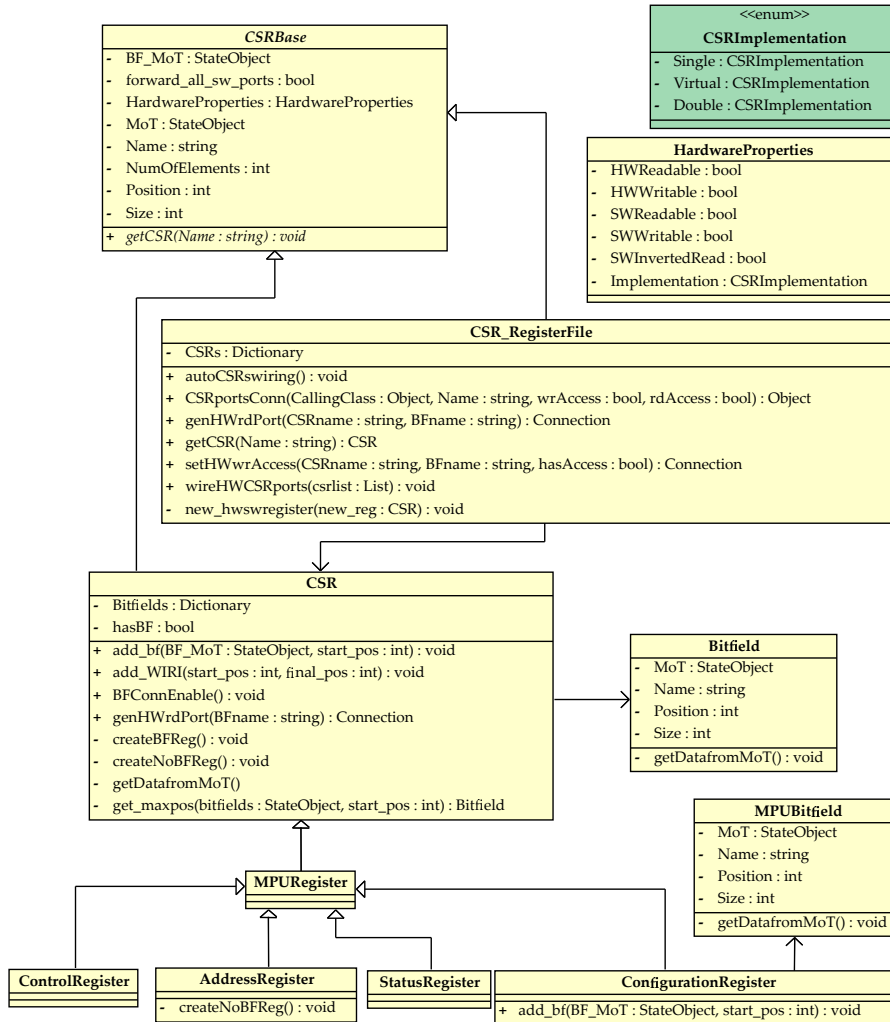 CSRBase
- BF_MoT : StateObject
- forward_all_sw_ports : bool
- HardwareProperties : HardwareProperties
- MoT : StateObject
- Name : string
- NumOfElements : int
- Position : int
- Size : int
+ getCSR(Name : string) : void
<<enum>>
CSRImplementation
- Single : CSRImplementation
- Virtual : CSRImplementation
- Double : CSRImplementation
HardwareProperties
- HWReadable : bool
- HWWritable : bool
- SWReadable : bool
- SWWritable : bool
- SWInvertedRead : bool
- Implementation : CSRImplementation
CSR_RegisterFile
- CSRs : Dictionary
+ autoCSRswiring() : void
+ CSRportsConn(CallingClass : Object, Name : string, wrAccess : bool, rdAccess : bool) : Object
+ genHWrdPort(CSRname : string, BFname : string) : Connection
+ getCSR(Name : string) : CSR
+ setHWwrAccess(CSRname : string, BFname : string, hasAccess : bool) : Connection
+ wireHWCSRports(csrlist : List) : void
- new_hwswregister(new_reg : CSR) : void
CSR
- Bitfields : Dictionary
- hasBF : bool
+ add_bf(BF_MoT : StateObject, start_pos : int) : void
+ add_WIRI(start_pos : int, final_pos : int) : void
+ BFConnEnable() : void
+ genHWrdPort(BFname : string) : Connection
- createBFReg() : void
- createNoBFReg() : void
- getDatafromMoT()
- get_maxpos(bitfields : StateObject, start_pos : int) : Bitfield
Bitfield
- MoT : StateObject
- Name : string
- Position : int
- Size : int
- getDatafromMoT() : void
MPUBitfield
- MoT : StateObject
- Name : string
- Position : int
- Size : int
- getDatafromMoT() : void
MPURegister
ControlRegister
AddressRegister
- createNoBFReg() : void
StatusRegister
ConfigurationRegister
+ add_bf(BF_MoT : StateObject, start_pos : int) : void